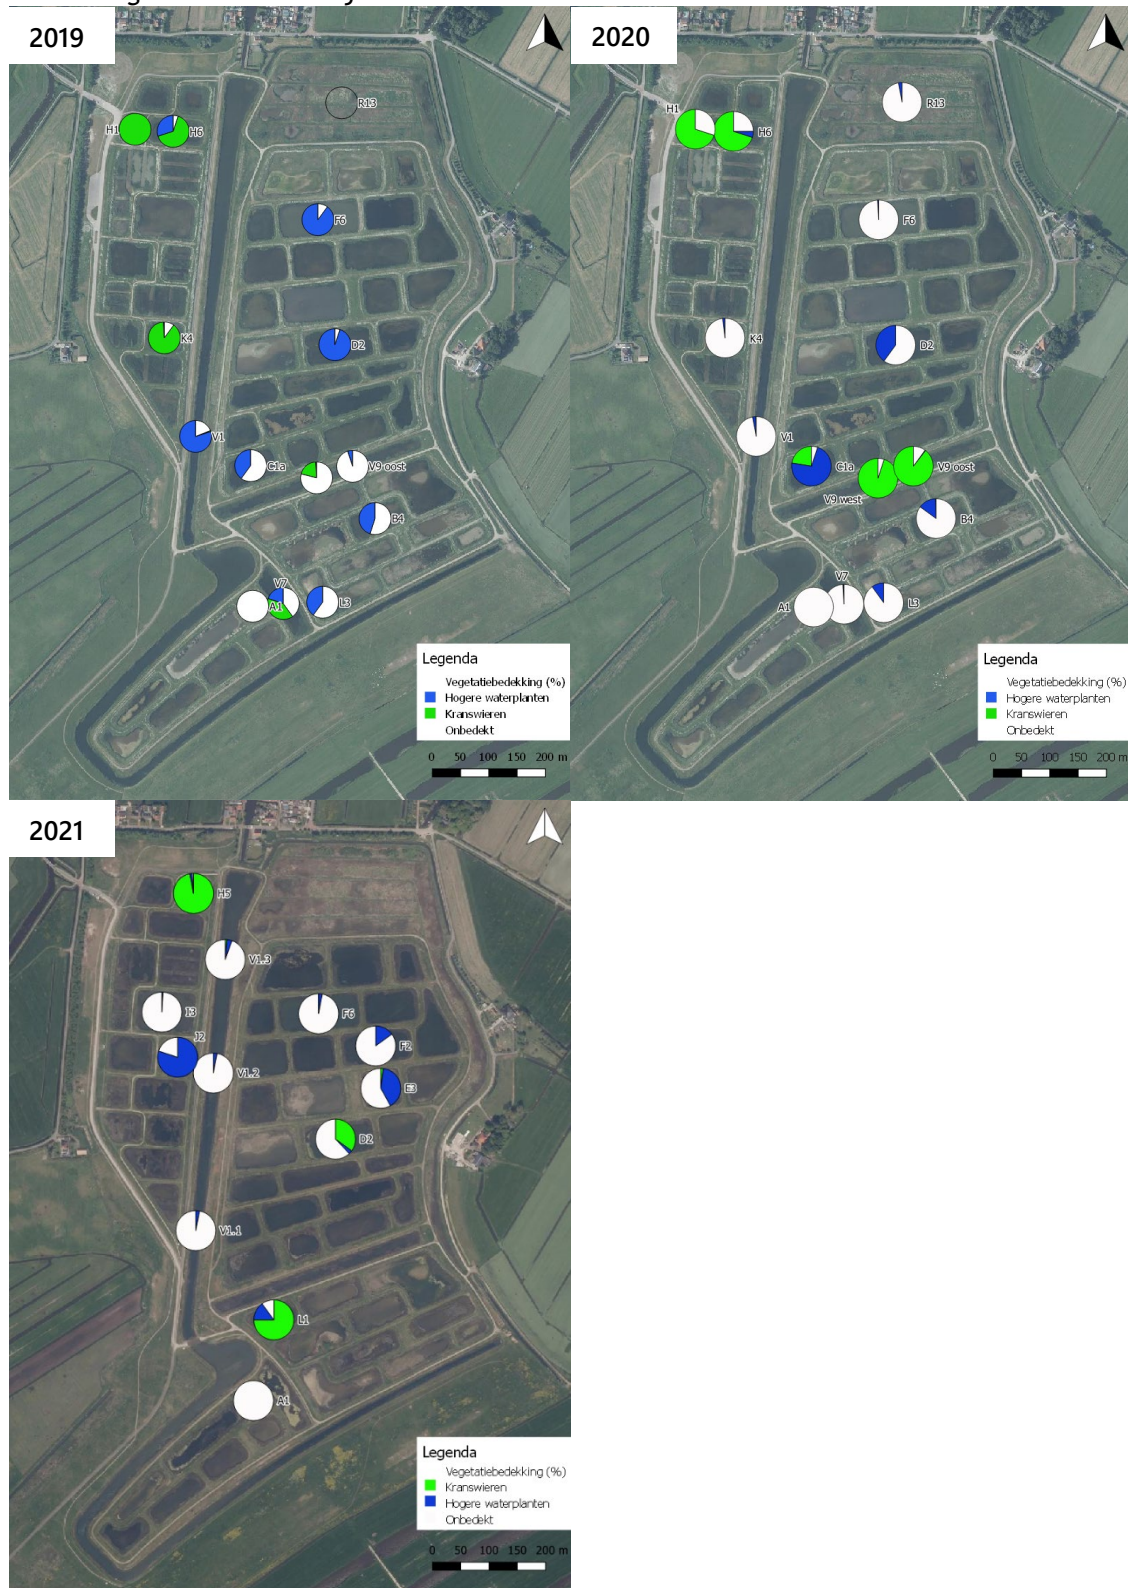 2019
H1
H6
R13
F6
K4
D2
V1
C1a
V9 oost
B4
V7
A1
L3
Legenda
Vegetatiebedekking (%)
Hogere waterplanten
Kranswieren
Onbedekt
0 50 100 150 200 m
2020
H1
H6
R13
F6
K4
D2
V1
C1a
V9 oost
V9 west
B4
V7
A1
L3
Legenda
Vegetatiebedekking (%)
Hogere waterplanten
Kranswieren
Onbedekt
0 50 100 150 200 m
2021
H5
V1.3
I3
F6
J2
F2
V1.2
E3
D2
V1.1
L1
A1
Legenda
Vegetatiebedekking (%)
Kranswieren
Hogere waterplanten
Onbedekt
0 50 100 150 200 m